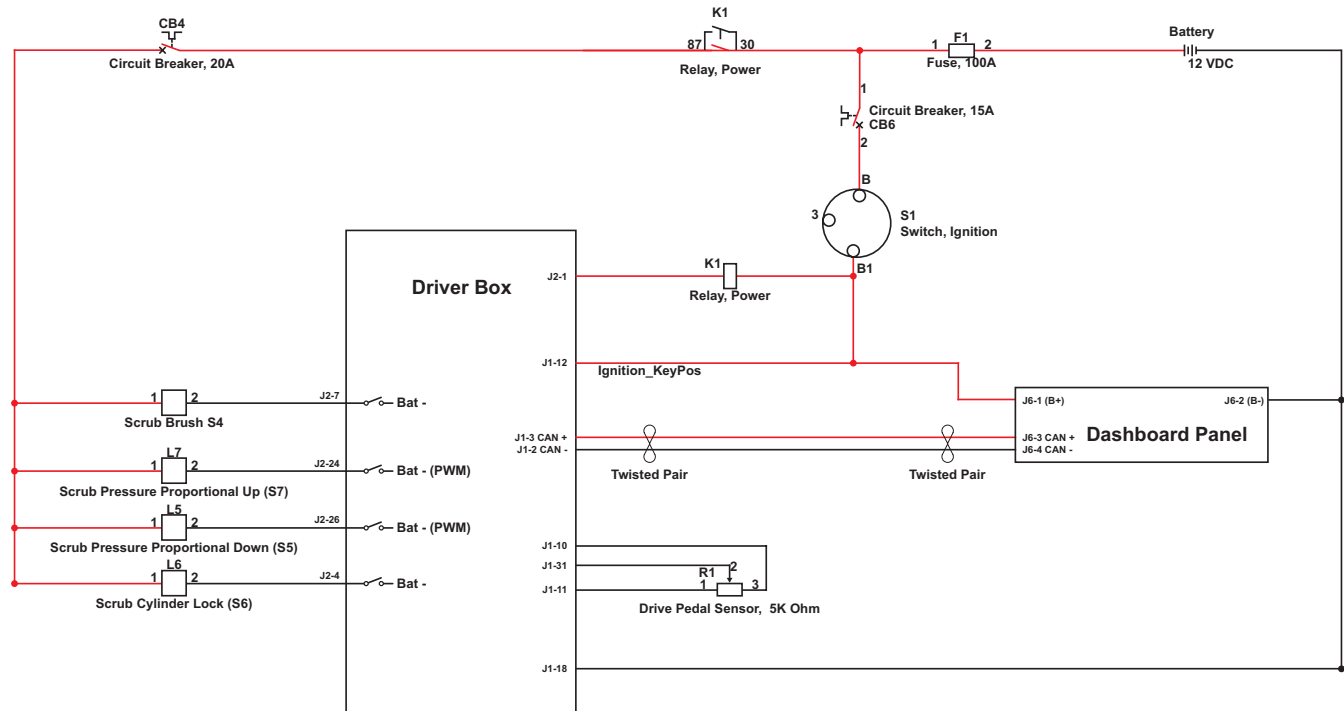 CB4
Circuit Breaker, 20A
K1
87 30
Relay, Power
1 F1 2
Fuse, 100A
Battery
12 VDC
1
Circuit Breaker, 15A
CB6
2
B
3
S1
Switch, Ignition
B1
K1
Relay, Power
Driver Box
J2-1
J1-12
Ignition_KeyPos
1 2
Scrub Brush S4
J2-7
Bat -
J1-3 CAN +
J1-2 CAN -
Twisted Pair
Twisted Pair
J6-1 (B+)
J6-2 (B-)
Dashboard Panel
J6-3 CAN +
J6-4 CAN -
L7
1 2
Scrub Pressure Proportional Up (S7)
J2-24
Bat - (PWM)
L5
1 2
Scrub Pressure Proportional Down (S5)
J2-26
Bat - (PWM)
L6
1 2
Scrub Cylinder Lock (S6)
J2-4
Bat -
J1-10
J1-31
J1-11
R1
2
1 3
Drive Pedal Sensor, 5K Ohm
J1-18